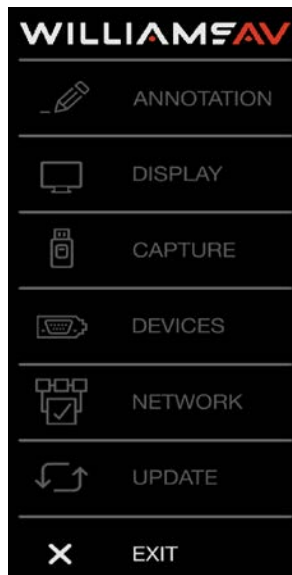 WILLIAMSAV
ANNOTATION
DISPLAY
CAPTURE
DEVICES
NETWORK
UPDATE
EXIT